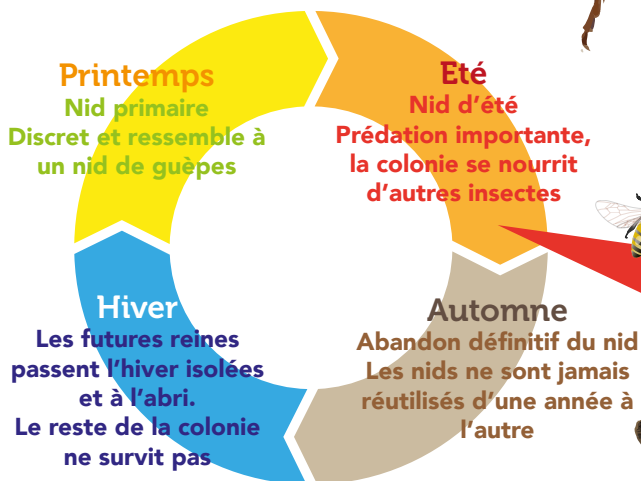 Printemps
Nid primaire
Discret et ressemble à
un nid de guèpes
Eté
Nid d'été
Prédation importante,
la colonie se nourrit
d'autres insectes
Hiver
Les futures reines
passent l'hiver isolées
et à l'abri.
Le reste de la colonie
ne survit pas
Automne
Abandon définitif du nid
Les nids ne sont jamais
réutilisés d'une année à
l'autre